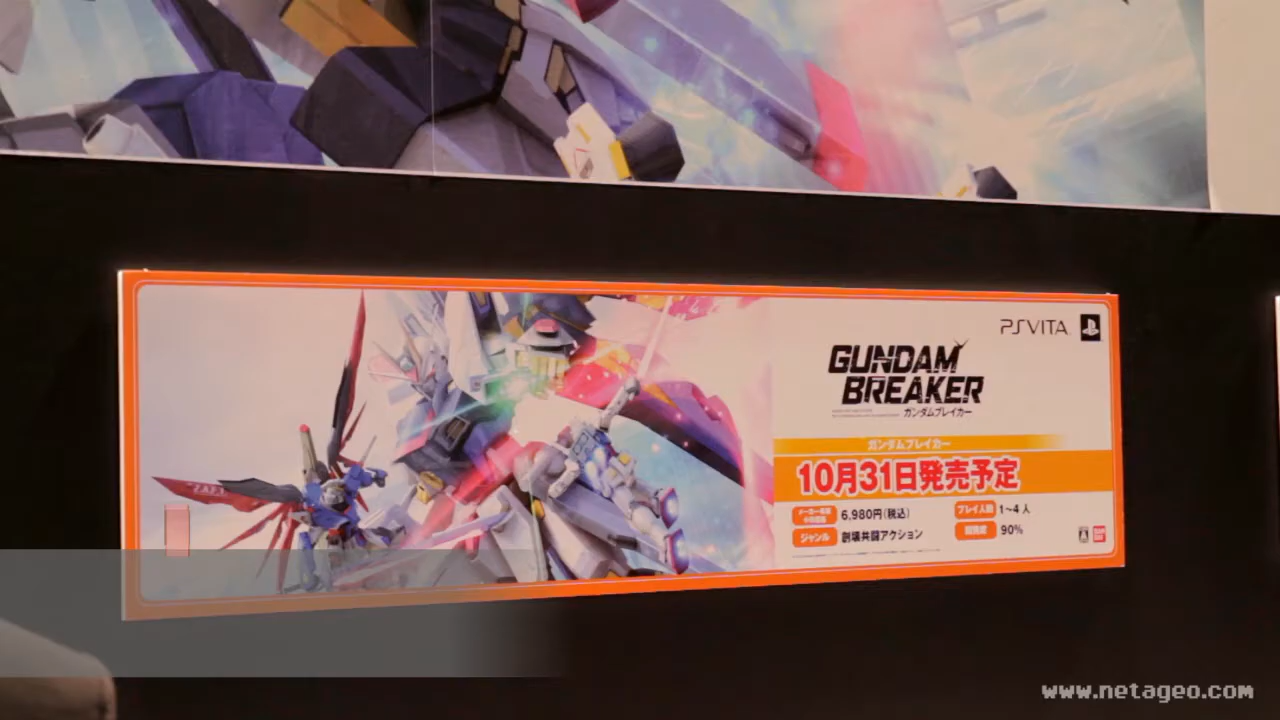 PSVITA
GUNDAM
BREAKER
ガンダムブレイカー
ガンダムブレイカー
10月31日発売予定
6,980円(税込)
プレイ人数 1~4人
ジャンル 創壊共闘アクション
90%
Z.A.F.T.
www.netageo.com